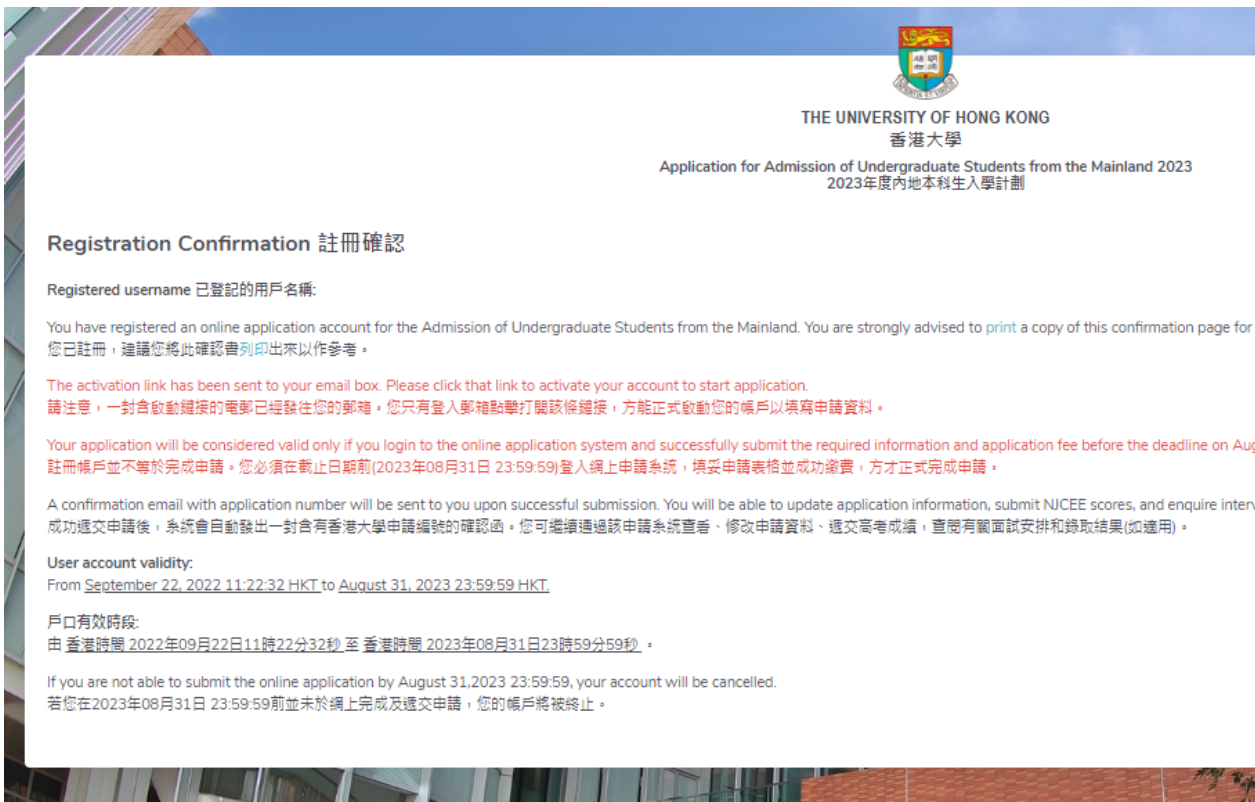 THE UNIVERSITY OF HONG KONG
香港大學
Application for Admission of Undergraduate Students from the Mainland 2023
2023年度內地本科生入學計劃
Registration Confirmation 註冊確認
Registered username 已登記的用戶名稱:
You have registered an online application account for the Admission of Undergraduate Students from the Mainland. You are strongly advised to print a copy of this confirmation page for
您已註冊，建議您將此確認書列印出來以作參考。
The activation link has been sent to your email box. Please click that link to activate your account to start application.
請注意，一封含啟動鏈接的電郵已經發往您的郵箱。您只有登入郵箱點擊打開該條鏈接，方能正式啟動您的帳戶以填寫申請資料。
Your application will be considered valid only if you login to the online application system and successfully submit the required information and application fee before the deadline on Aug
註冊帳戶並不等於完成申請。您必須在截止日期前(2023年08月31日 23:59:59)登入網上申請系統，填妥申請表格並成功繳費，方才正式完成申請。
A confirmation email with application number will be sent to you upon successful submission. You will be able to update application information, submit NJCEE scores, and enquire interv
成功遞交申請後，系統會自動發出一封含有香港大學申請編號的確認函。您可繼續通過該申請系統查看、修改申請資料、遞交高考成績，查閱有關面試安排和錄取結果(如適用)。
User account validity:
From September 22, 2022 11:22:32 HKT to August 31, 2023 23:59:59 HKT.
戶口有效時段:
由 香港時間 2022年09月22日11時22分32秒 至 香港時間 2023年08月31日23時59分59秒 。
If you are not able to submit the online application by August 31,2023 23:59:59, your account will be cancelled.
若您在2023年08月31日 23:59:59前並未於網上完成及遞交申請，您的帳戶將被終止。